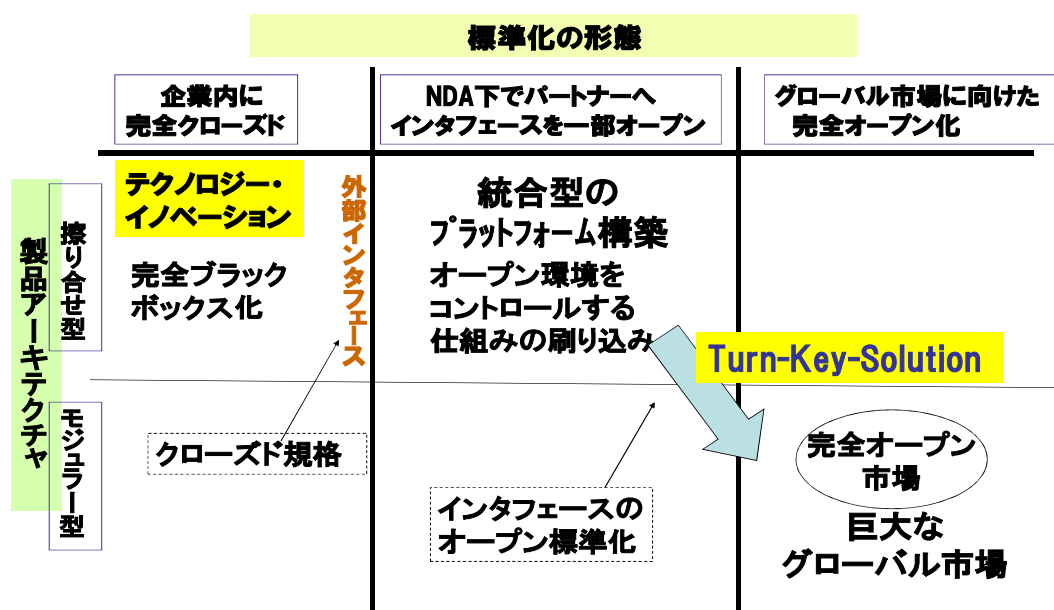 標準化の形態
企業内に
完全クローズド
NDA下でパートナーへ
インタフェースを一部オープン
グローバル市場に向けた
完全オープン化
製品アーキテクチャ
擦り合せ型
テクノロジー・
イノベーション
完全ブラック
ボックス化
外部インタフェース
統合型の
プラットフォーム構築
オープン環境を
コントロールする
仕組みの刷り込み
Turn-Key-Solution
モジュラー型
クローズド規格
インタフェースの
オープン標準化
完全オープン
市場
巨大な
グローバル市場